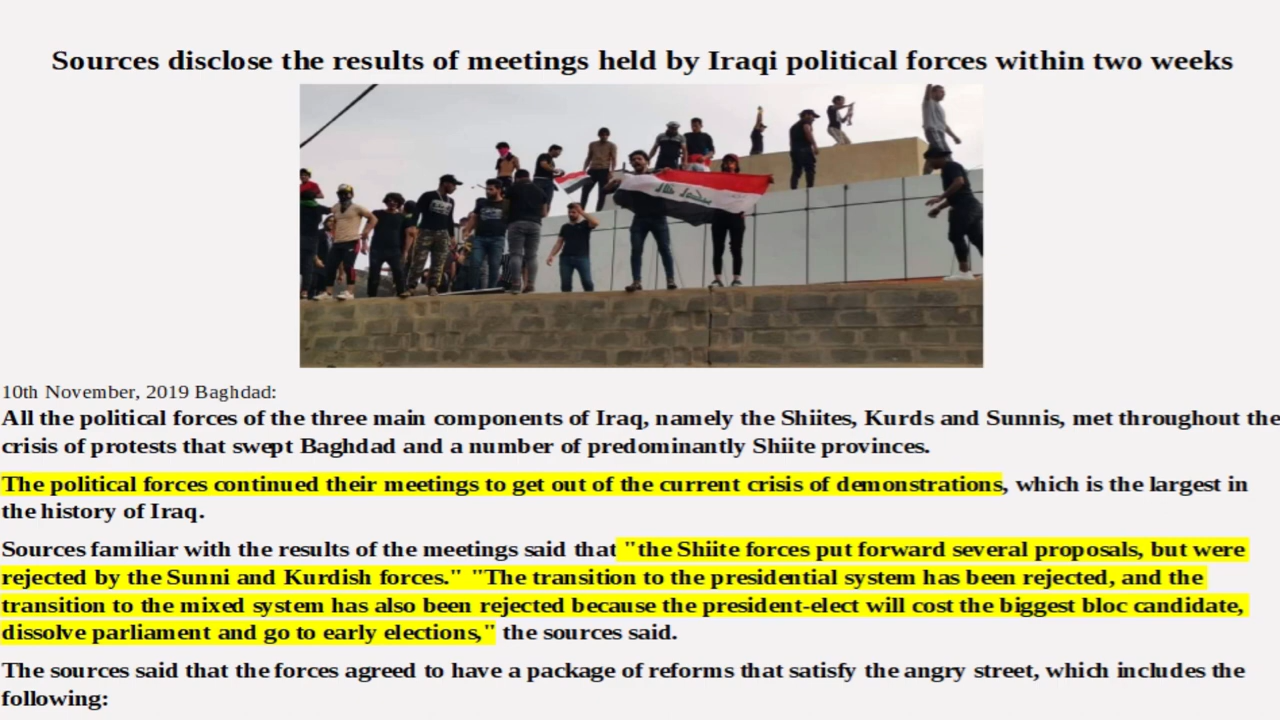 Sources disclose the results of meetings held by Iraqi political forces within two weeks
10th November, 2019 Baghdad:
All the political forces of the three main components of Iraq, namely the Shiites, Kurds and Sunnis, met throughout the
crisis of protests that swept Baghdad and a number of predominantly Shiite provinces.
The political forces continued their meetings to get out of the current crisis of demonstrations, which is the largest in
the history of Iraq.
Sources familiar with the results of the meetings said that "the Shiite forces put forward several proposals, but were
rejected by the Sunni and Kurdish forces." "The transition to the presidential system has been rejected, and the
transition to the mixed system has also been rejected because the president-elect will cost the biggest bloc candidate,
dissolve parliament and go to early elections," the sources said.
The sources said that the forces agreed to have a package of reforms that satisfy the angry street, which includes the
following: